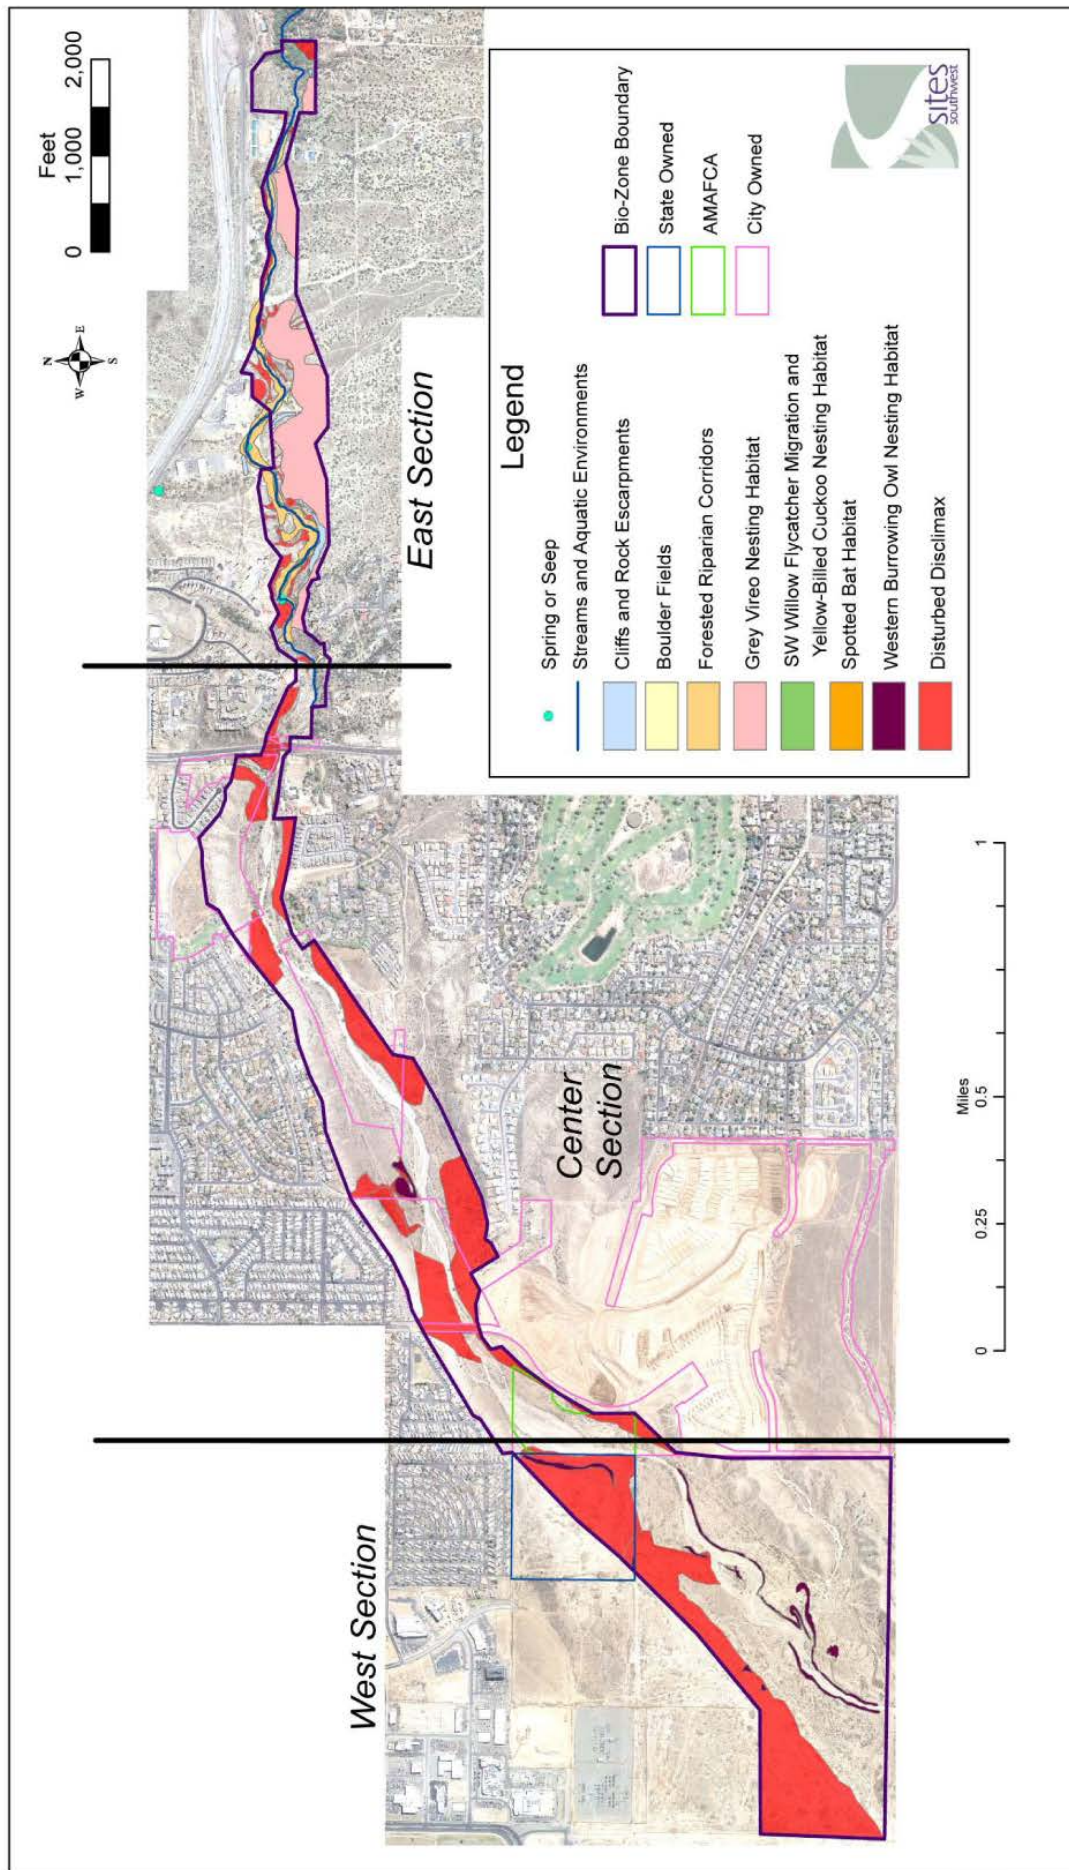 West Section
Center
Section
East Section
N
W
E
S
Feet
0
1,000
2,000
Miles
0
0.25
0.5
1
Legend
Spring or Seep
Streams and Aquatic Environments
Cliffs and Rock Escarpments
Boulder Fields
Forested Riparian Corridors
Grey Vireo Nesting Habitat
SW Willow Flycatcher Migration and
Yellow-Billed Cuckoo Nesting Habitat
Spotted Bat Habitat
Western Burrowing Owl Nesting Habitat
Disturbed Disclimax
Bio-Zone Boundary
State Owned
AMAFCA
City Owned
sites
southwest